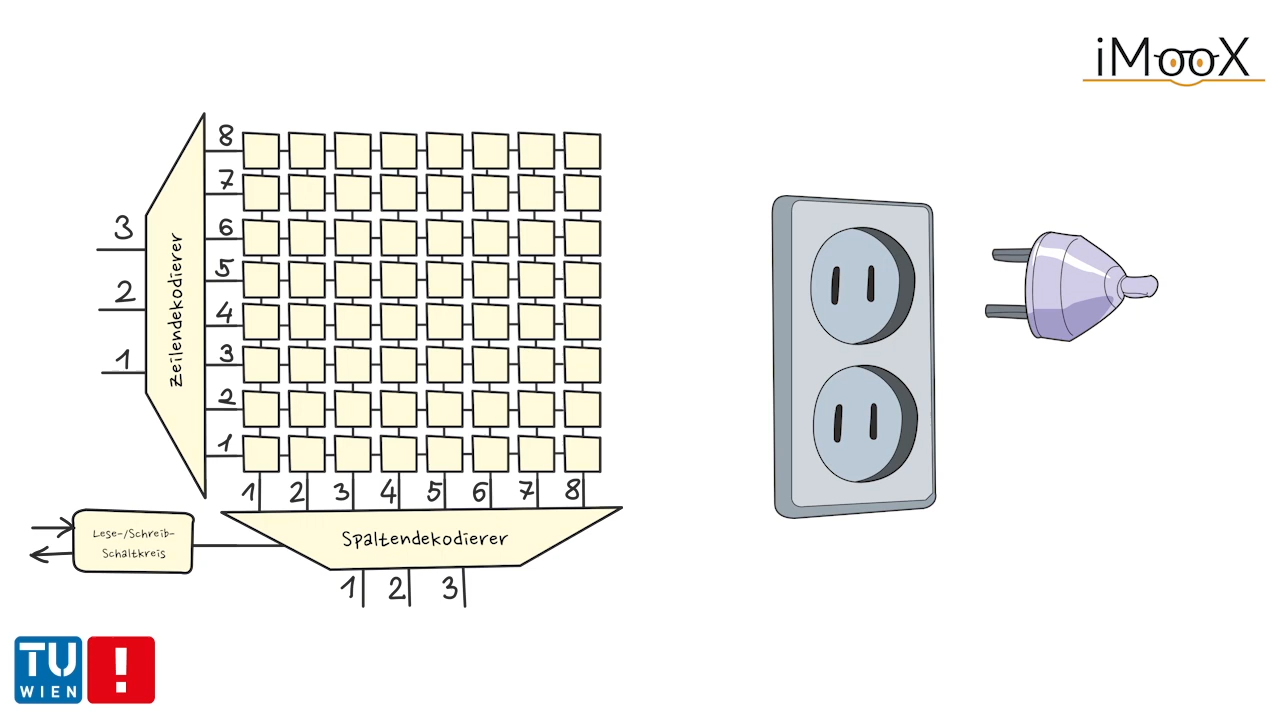 iMooX
8
7
6
5
4
3
2
1
3
2
1
Zeilendekodierer
1 2 3 4 5 6 7 8
Lese-/Schreib-
Schaltkreis
Spaltendekodierer
1 2 3
TU
WIEN
!